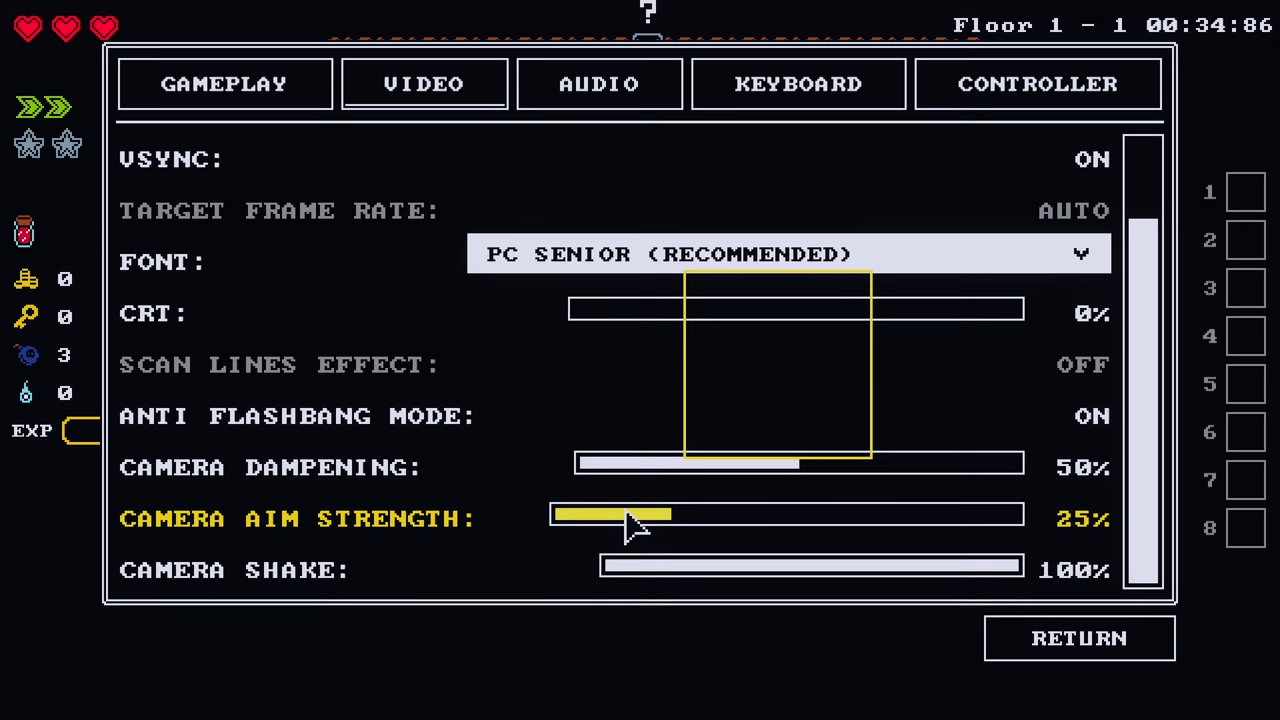 ?
Floor 1 - 1 00:34:86
GAMEPLAY
VIDEO
AUDIO
KEYBOARD
CONTROLLER
VSYNC: ON
TARGET FRAME RATE: AUTO
FONT: PC SENIOR (RECOMMENDED)
CRT: 0%
SCAN LINES EFFECT: OFF
ANTI FLASHBANG MODE: ON
CAMERA DAMPENING: 50%
CAMERA AIM STRENGTH: 25%
CAMERA SHAKE: 100%
RETURN
0
0
3
0
EXP
1
2
3
4
5
6
7
8